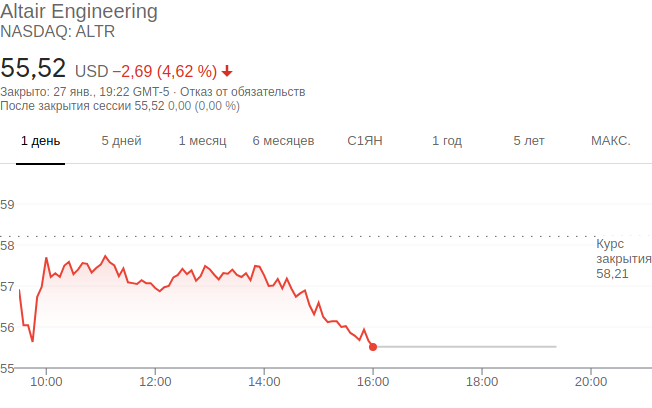 Altair Engineering
NASDAQ: ALTR
55,52 USD −2,69 (4,62 %)
Закрыто: 27 янв., 19:22 GMT-5 · Отказ от обязательств
После закрытия сессии 55,52 0,00 (0,00 %)
1 день 5 дней 1 месяц 6 месяцев С1ЯН 1 год 5 лет МАКС.
59
58
57
56
55
Курс
закрытия
58,21
10:00 12:00 14:00 16:00 18:00 20:00